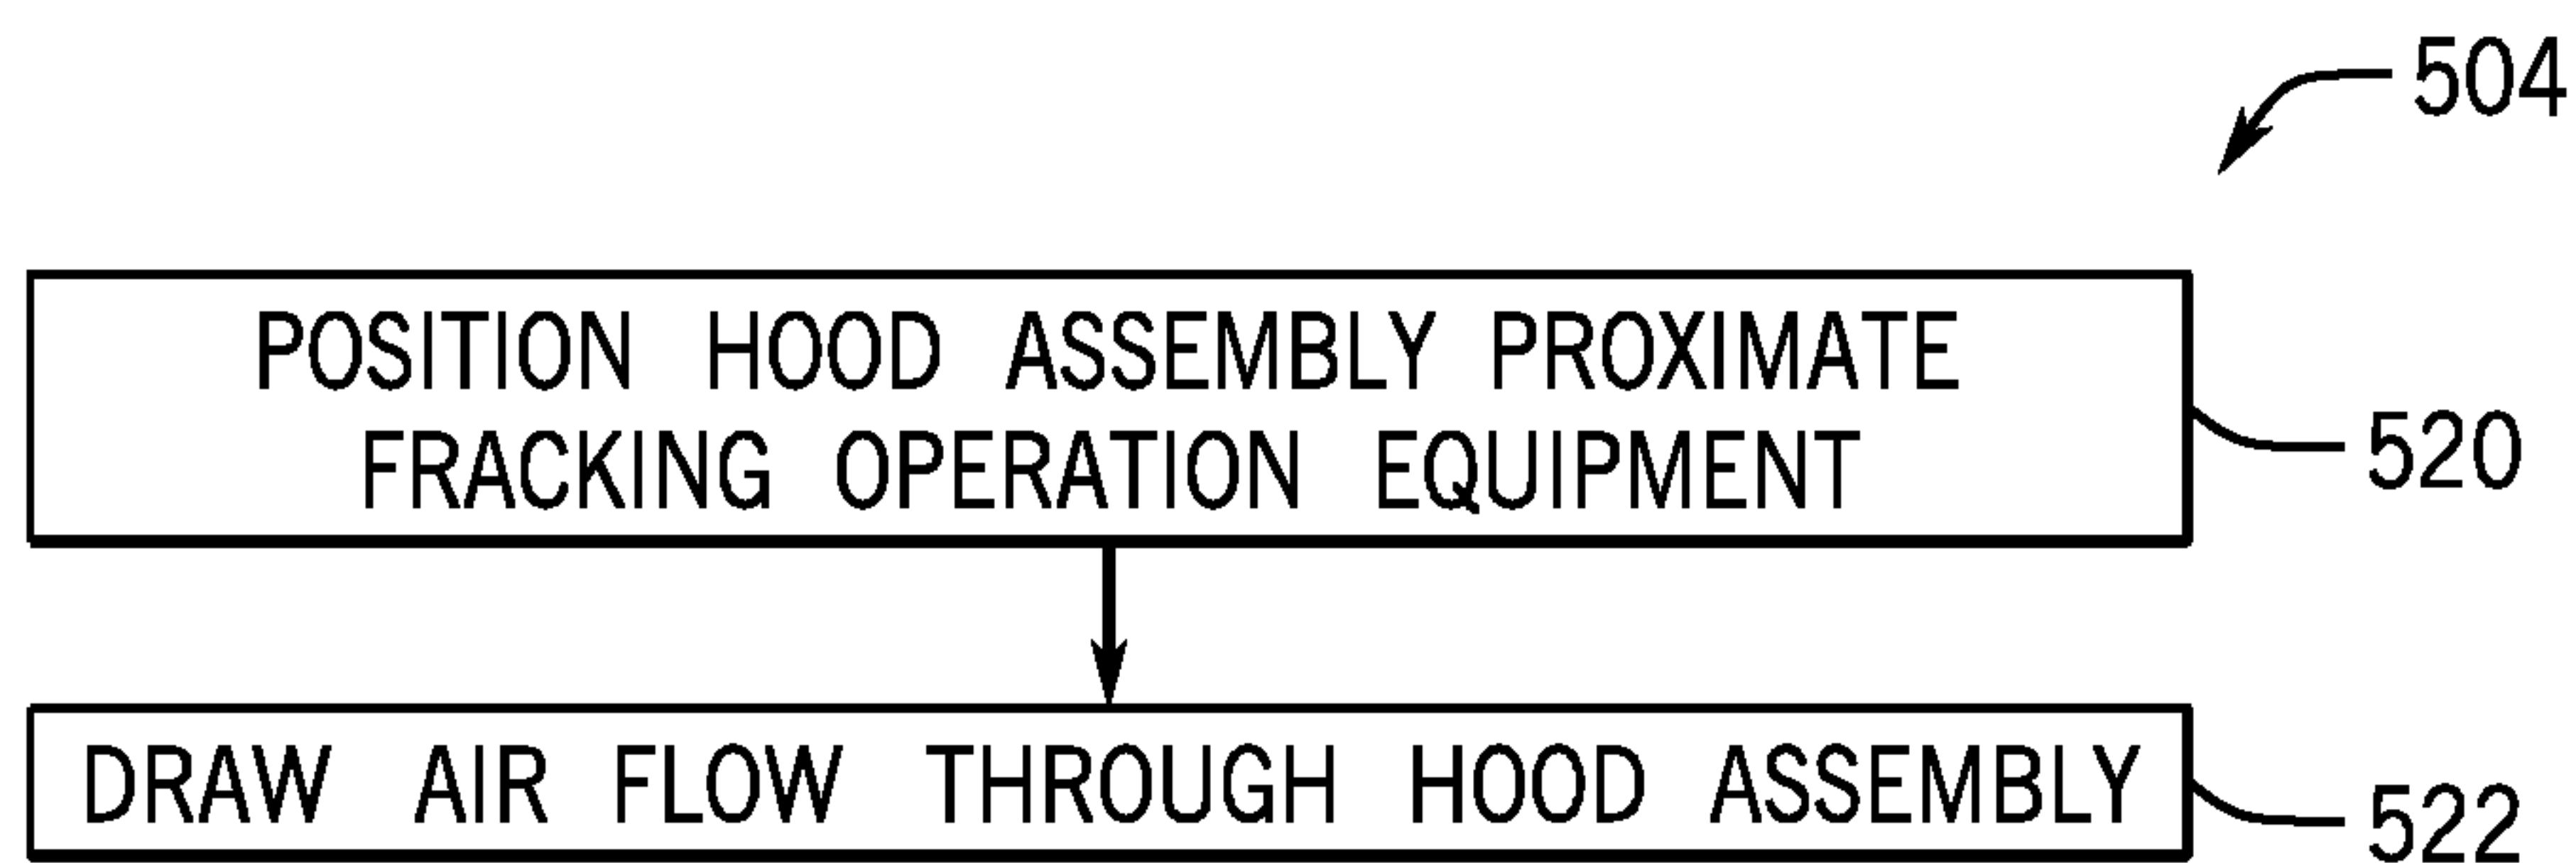 504
POSITION HOOD ASSEMBLY PROXIMATE
FRACKING OPERATION EQUIPMENT
520
DRAW AIR FLOW THROUGH HOOD ASSEMBLY
522